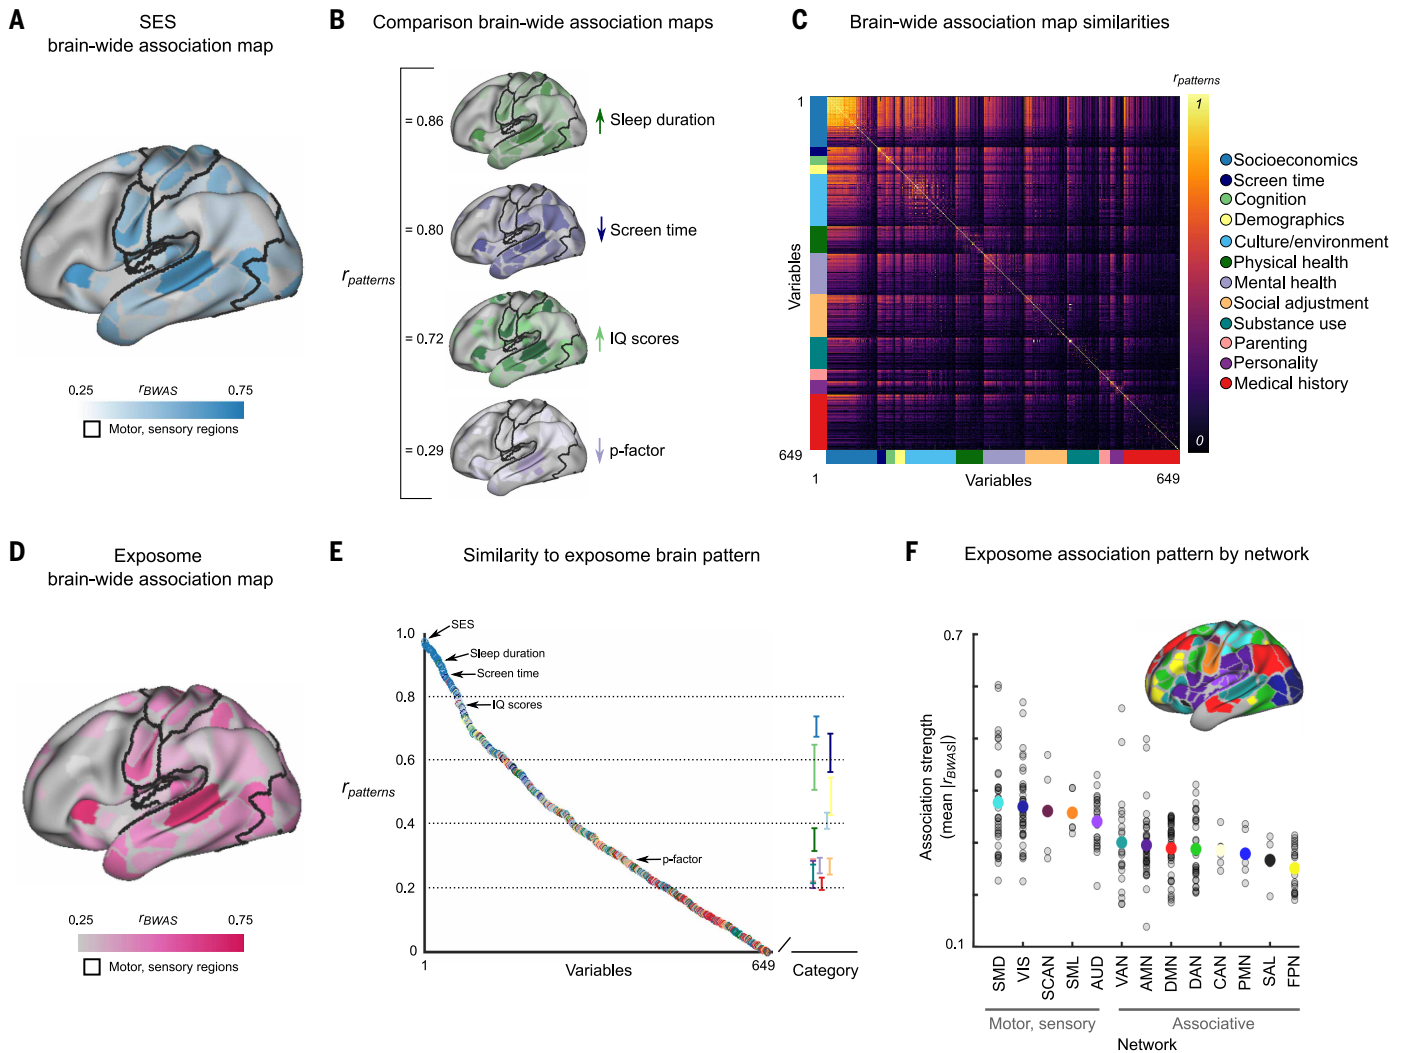 A
SES
brain-wide association map
0.25
rBWAS
0.75
Motor, sensory regions
B
Comparison brain-wide association maps
rpatterns
= 0.86
Sleep duration
= 0.80
Screen time
= 0.72
IQ scores
= 0.29
p-factor
C
Brain-wide association map similarities
rpatterns
1
0
1
Variables
649
1
Variables
649
Socioeconomics
Screen time
Cognition
Demographics
Culture/environment
Physical health
Mental health
Social adjustment
Substance use
Parenting
Personality
Medical history
D
Exposome
brain-wide association map
0.25
rBWAS
0.75
Motor, sensory regions
E
Similarity to exposome brain pattern
1.0
0.8
0.6
rpatterns
0.4
0.2
0
SES
Sleep duration
Screen time
IQ scores
p-factor
1
Variables
649
Category
F
Exposome association pattern by network
0.7
Association strength
(mean |rBWAS|)
0.1
SMD
VIS
SCAN
SML
AUD
VAN
AMN
DMN
DAN
CAN
PMN
SAL
FPN
Motor, sensory
Associative
Network